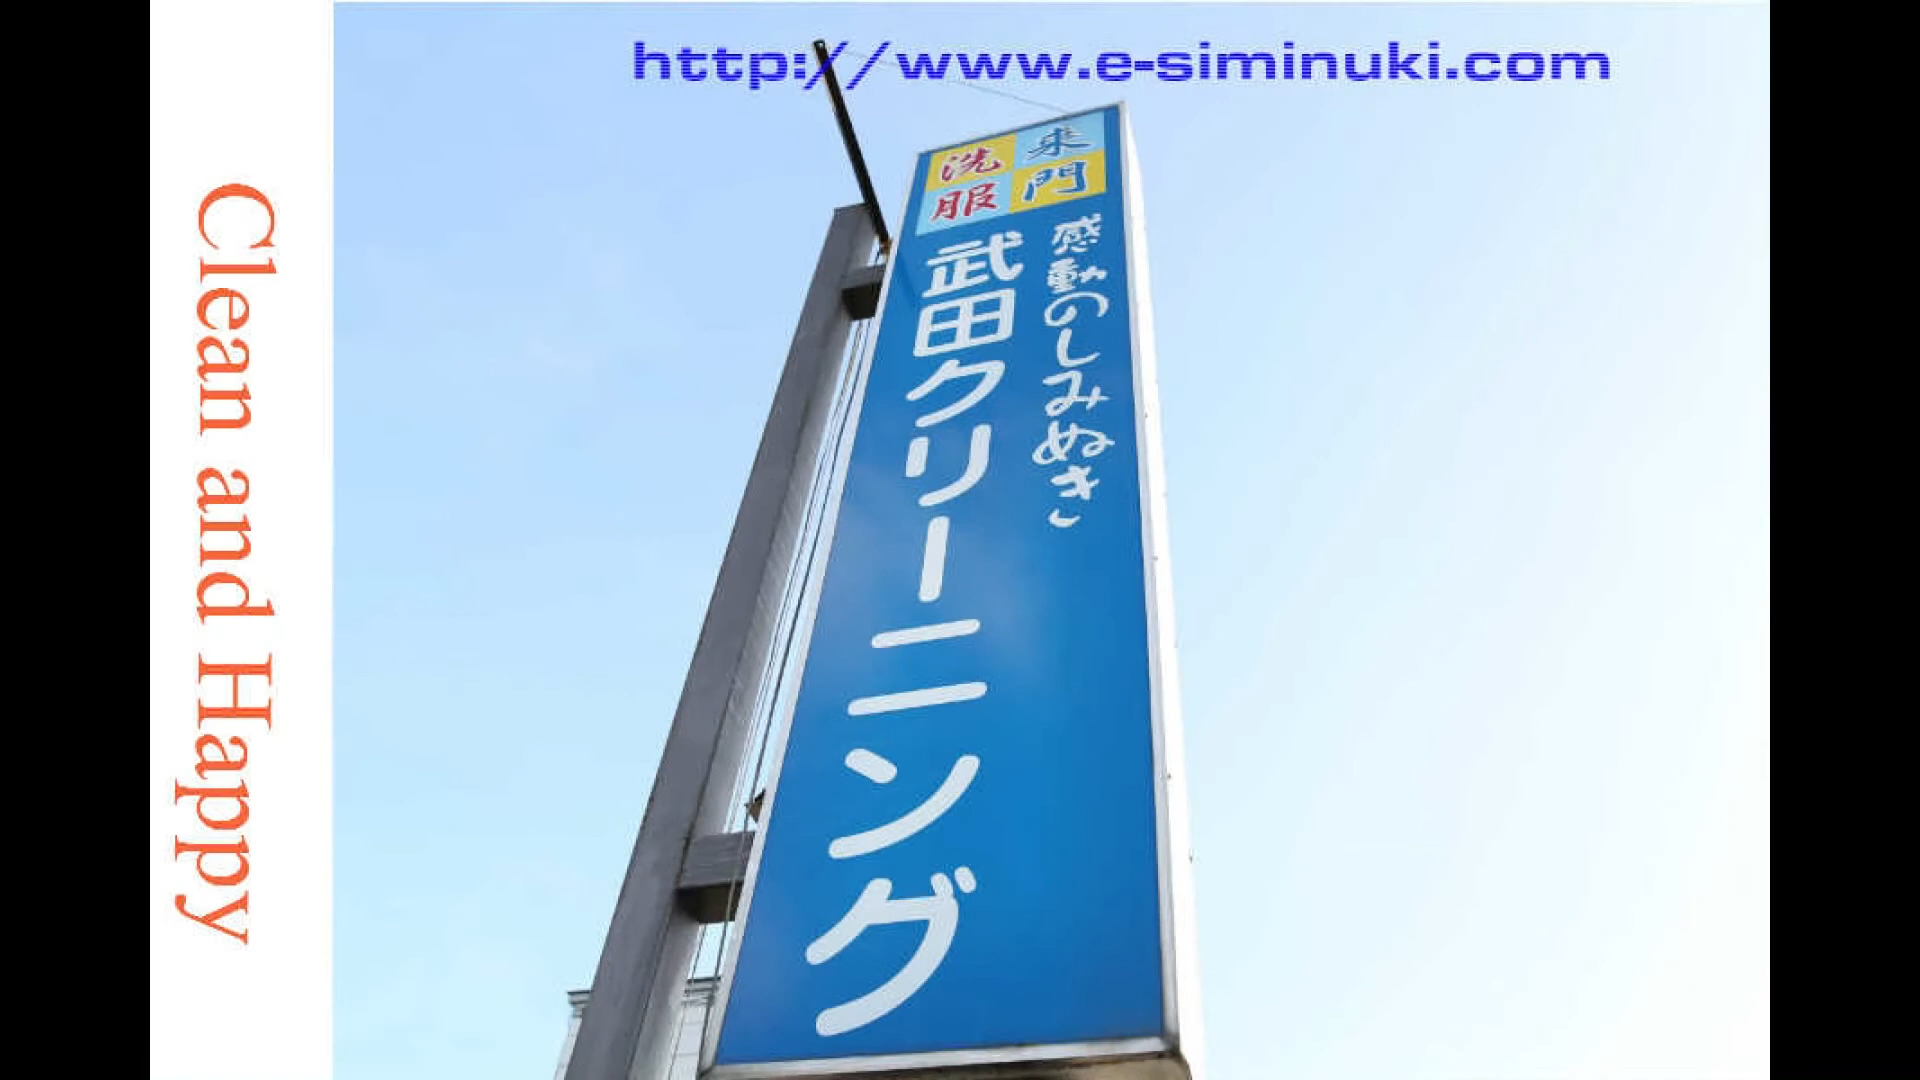 http://www.e-siminuki.com
Clean and Happy
来門
洗服
感動のしみぬき
武田クリーニング